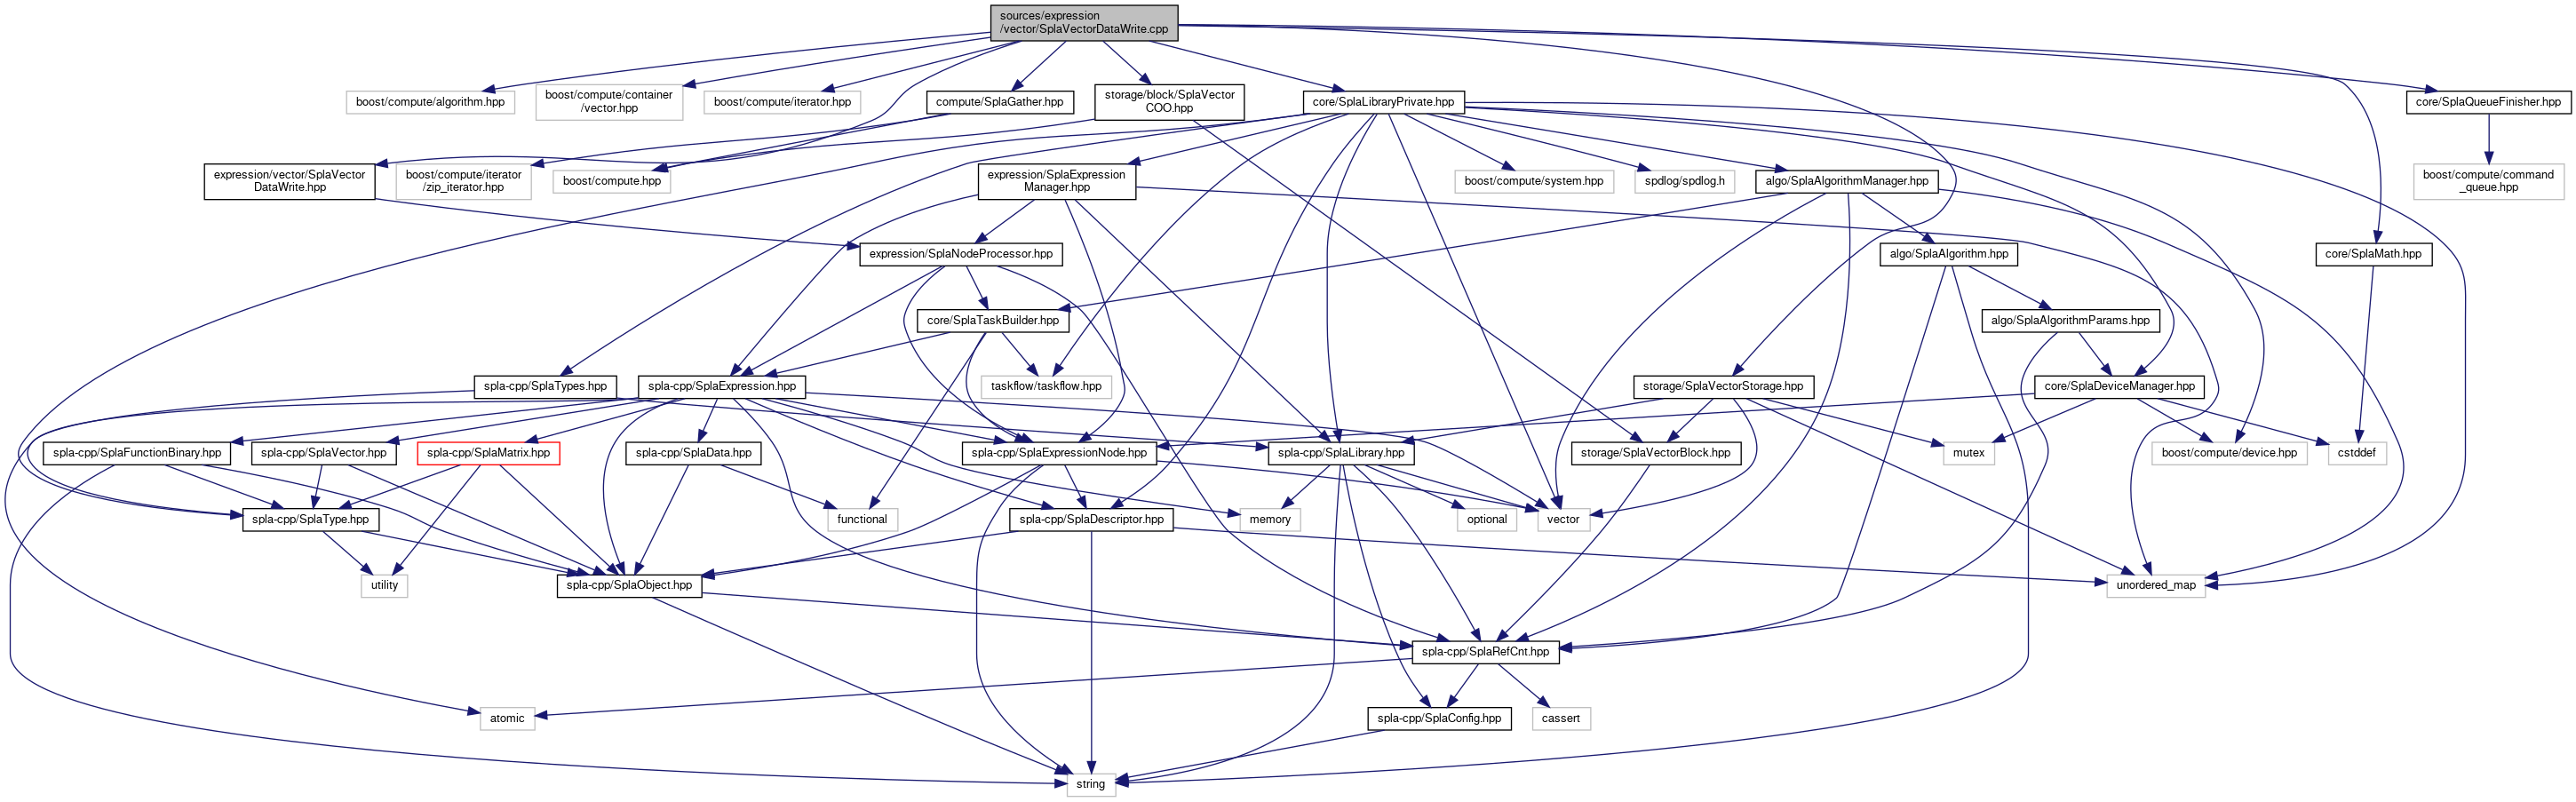 sources/expression
/vector/SplaVectorDataWrite.cpp
boost/compute/algorithm.hpp
boost/compute/container
/vector.hpp
boost/compute/iterator.hpp
compute/SplaGather.hpp
storage/block/SplaVector
COO.hpp
core/SplaLibraryPrivate.hpp
core/SplaQueueFinisher.hpp
expression/vector/SplaVector
DataWrite.hpp
boost/compute/iterator
/zip_iterator.hpp
boost/compute.hpp
expression/SplaExpression
Manager.hpp
boost/compute/system.hpp
spdlog/spdlog.h
algo/SplaAlgorithmManager.hpp
boost/compute/command
_queue.hpp
expression/SplaNodeProcessor.hpp
algo/SplaAlgorithm.hpp
core/SplaMath.hpp
core/SplaTaskBuilder.hpp
algo/SplaAlgorithmParams.hpp
spla-cpp/SplaTypes.hpp
spla-cpp/SplaExpression.hpp
taskflow/taskflow.hpp
storage/SplaVectorStorage.hpp
core/SplaDeviceManager.hpp
spla-cpp/SplaFunctionBinary.hpp
spla-cpp/SplaVector.hpp
spla-cpp/SplaMatrix.hpp
spla-cpp/SplaData.hpp
spla-cpp/SplaExpressionNode.hpp
spla-cpp/SplaLibrary.hpp
storage/SplaVectorBlock.hpp
mutex
boost/compute/device.hpp
cstddef
spla-cpp/SplaType.hpp
functional
spla-cpp/SplaDescriptor.hpp
memory
optional
vector
utility
spla-cpp/SplaObject.hpp
unordered_map
spla-cpp/SplaRefCnt.hpp
atomic
spla-cpp/SplaConfig.hpp
cassert
string